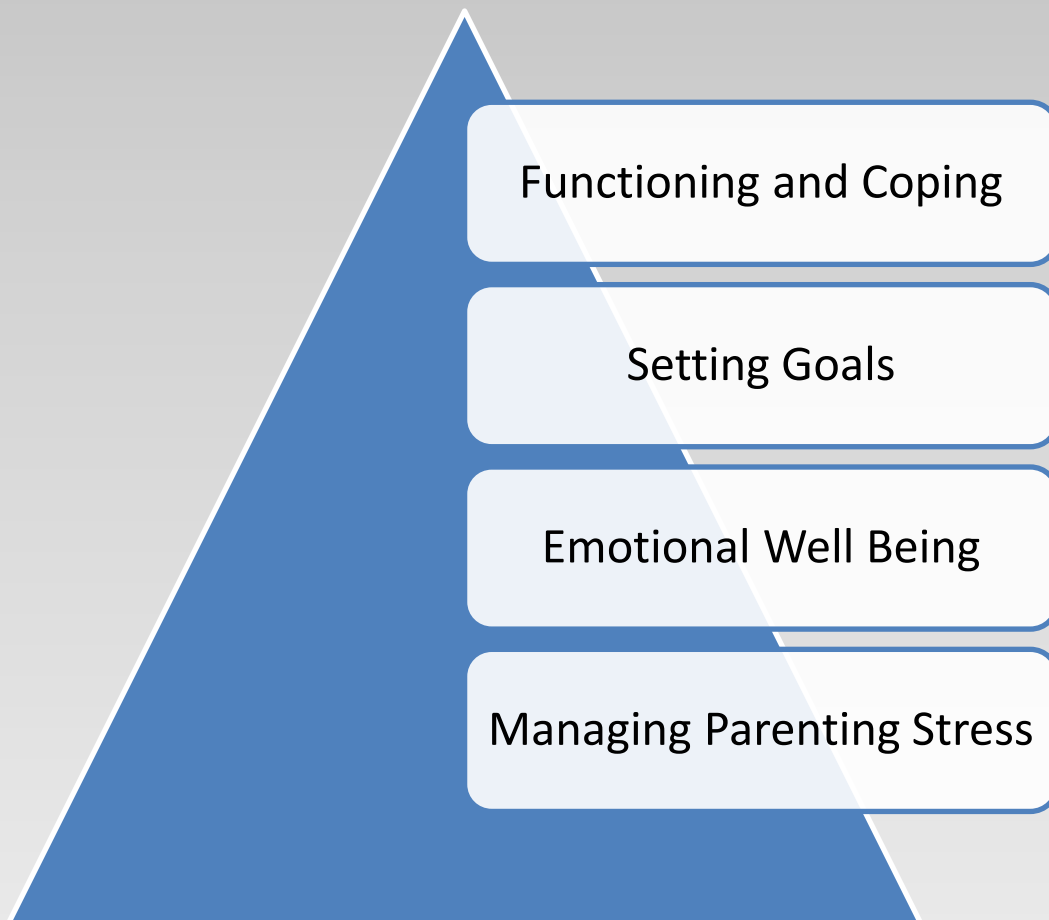 Functioning and Coping
Setting Goals
Emotional Well Being
Managing Parenting Stress